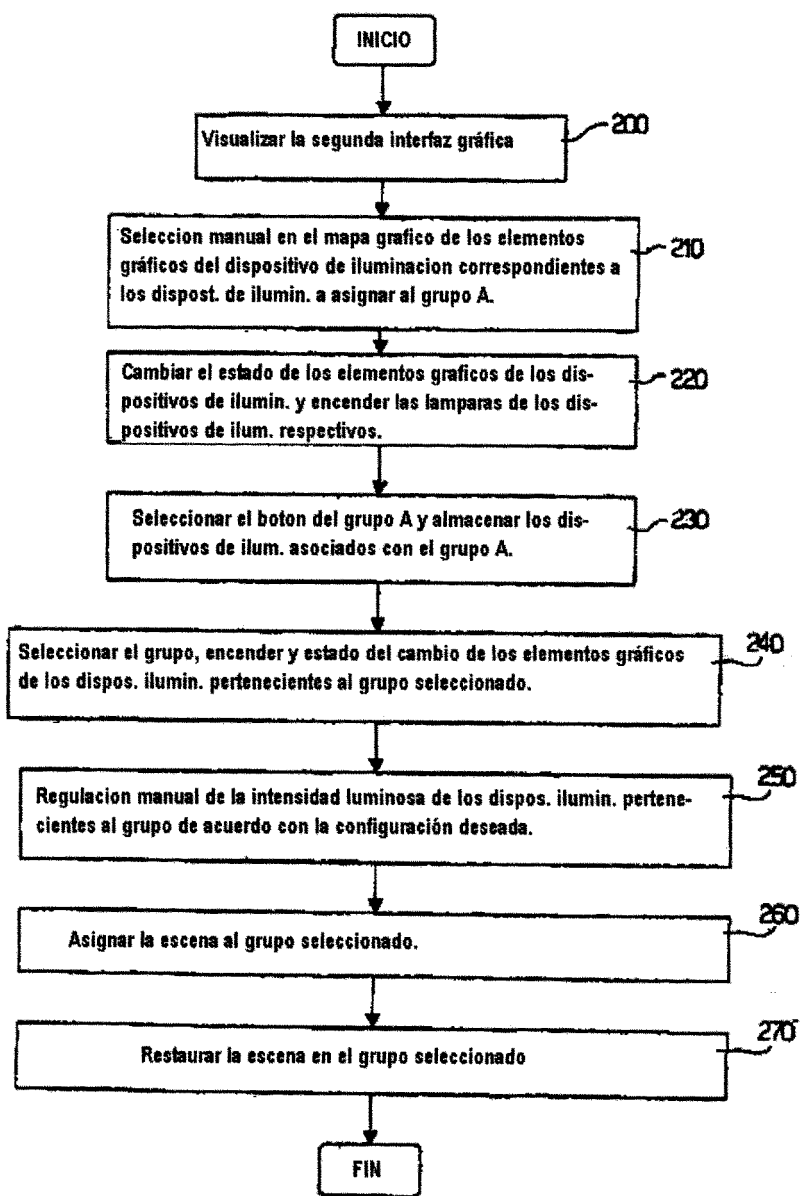 INICIO
Visualizar la segunda interfaz gráfica
200
Seleccion manual en el mapa grafico de los elementos
gráficos del dispositivo de iluminacion correspondientes a
los dispost. de ilumin. a asignar al grupo A.
210
Cambiar el estado de los elementos graficos de los dis-
positivos de ilumin. y encender las lamparas de los dis-
positivos de ilum. respectivos.
220
Seleccionar el boton del grupo A y almacenar los dis-
positivos de ilum. asociados con el grupo A.
230
Seleccionar el grupo, encender y estado del cambio de los elementos gráficos
de los dispos. ilumin. pertenecientes al grupo seleccionado.
240
Regulacion manual de la intensidad luminosa de los dispos. ilumin. pertene-
cientes al grupo de acuerdo con la configuración deseada.
250
Asignar la escena al grupo seleccionado.
260
Restaurar la escena en el grupo seleccionado
270
FIN